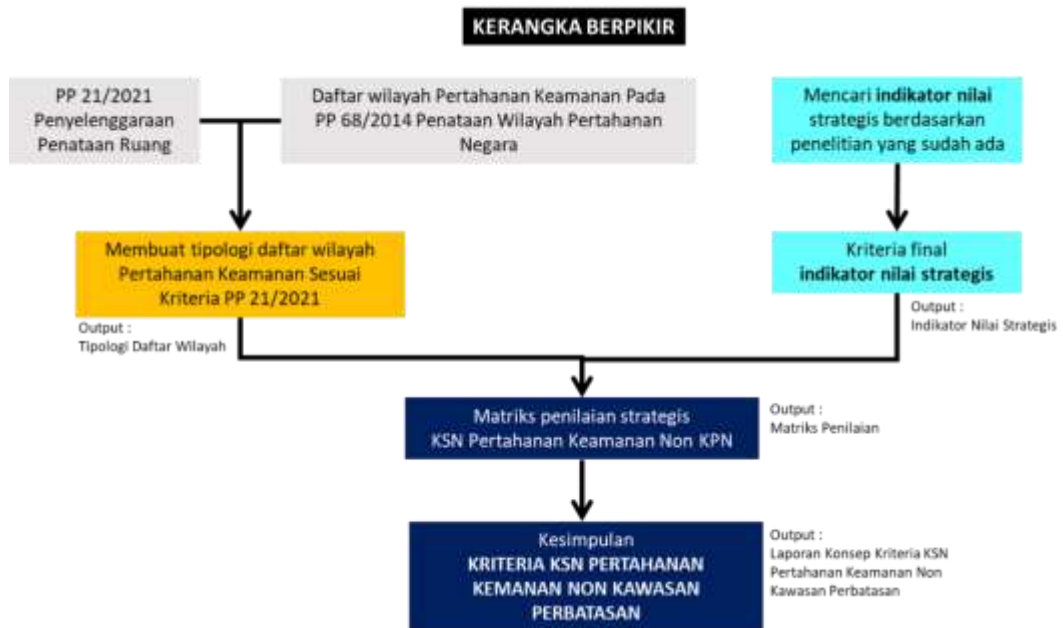 KERANGKA BERPIKIR
PP 21/2021
Penyelenggaraan
Penataan Ruang
Daftar wilayah Pertahanan Keamanan Pada
PP 68/2014 Penataan Wilayah Pertahanan
Negara
Mencari indikator nilai
strategis berdasarkan
penelitian yang sudah ada
Membuat tipologi daftar wilayah
Pertahanan Keamanan Sesuai
Kriteria PP 21/2021
Output :
Tipologi Daftar Wilayah
Kriteria final
indikator nilai strategis
Output :
Indikator Nilai Strategis
Matriks penilaian strategis
KSN Pertahanan Keamanan Non KPN
Output :
Matriks Penilaian
Kesimpulan
KRITERIA KSN PERTAHANAN
KEMANAN NON KAWASAN
PERBATASAN
Output :
Laporan Konsep Kriteria KSN
Pertahanan Keamanan Non
Kawasan Perbatasan